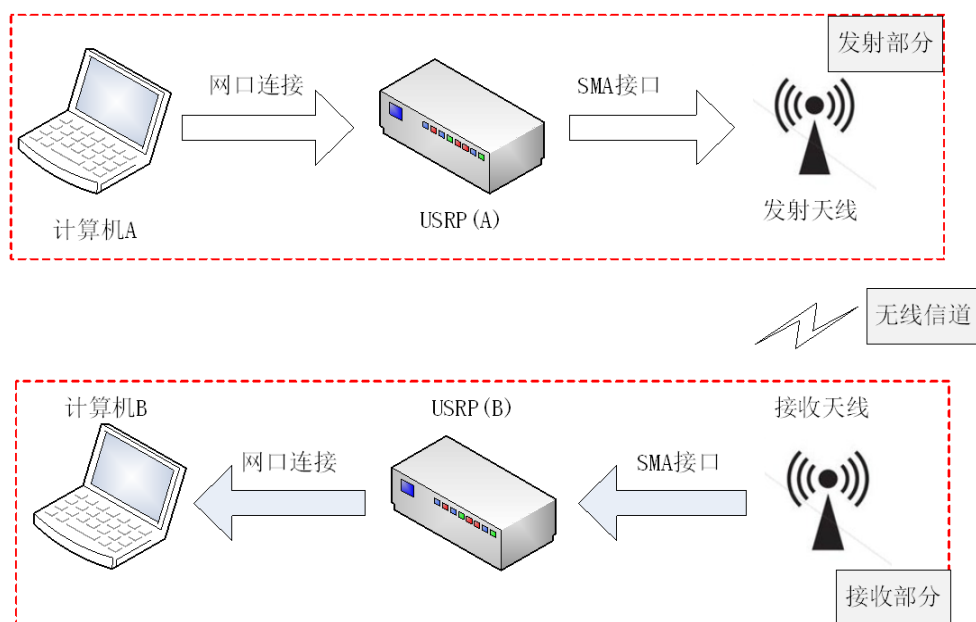 发射部分
网口连接
SMA接口
计算机A
USRP(A)
发射天线
无线信道
计算机B
USRP(B)
接收天线
网口连接
SMA接口
接收部分